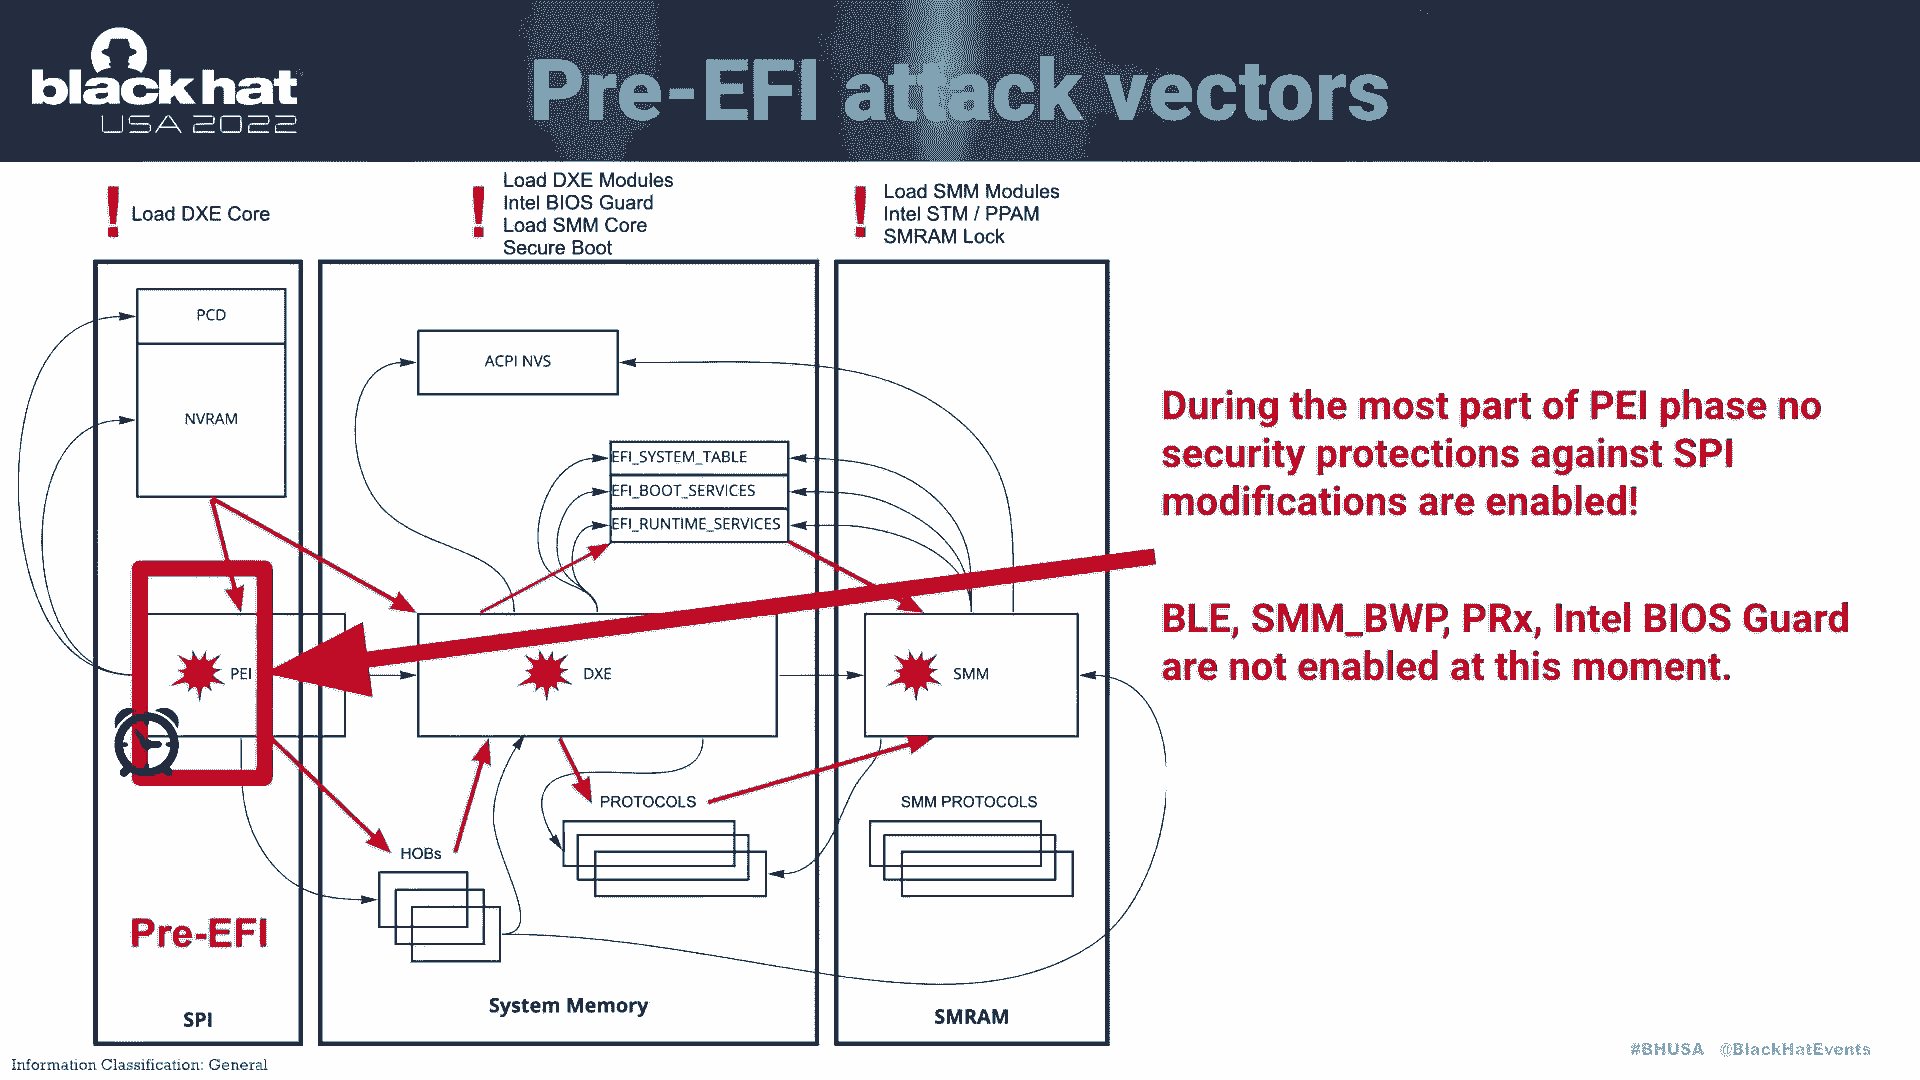 black hat
USA 2022
Pre-EFI attack vectors
! Load DXE Core
! Load DXE Modules
Intel BIOS Guard
Load SMM Core
Secure Boot
! Load SMM Modules
Intel STM / PPAM
SMRAM Lock
PCD
NVRAM
ACPI NVS
EFI_SYSTEM_TABLE
EFI_BOOT_SERVICES
EFI_RUNTIME_SERVICES
PEI
DXE
SMM
HOBs
PROTOCOLS
SMM PROTOCOLS
Pre-EFI
SPI
System Memory
SMRAM
During the most part of PEI phase no
security protections against SPI
modifications are enabled!
BLE, SMM_BWP, PRx, Intel BIOS Guard
are not enabled at this moment.
Information Classification: General
#BHUSA @BlackHatEvents